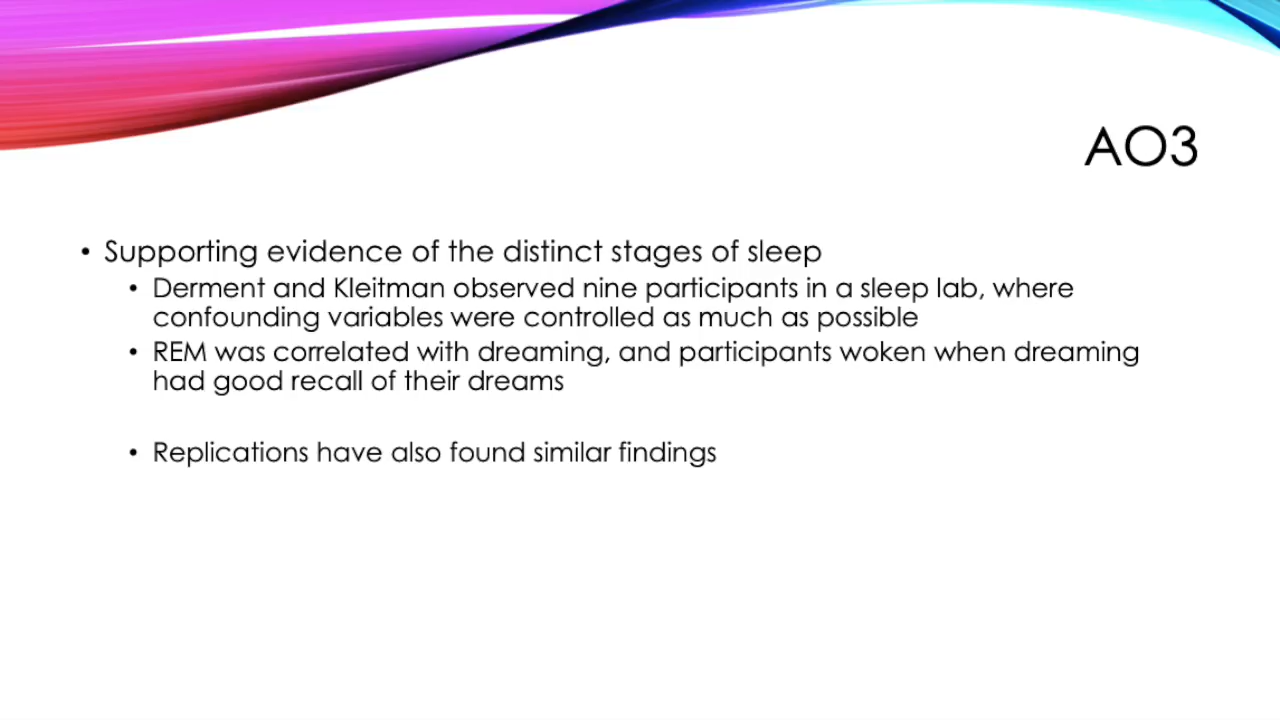 AO3
• Supporting evidence of the distinct stages of sleep
• Derment and Kleitman observed nine participants in a sleep lab, where
confounding variables were controlled as much as possible
• REM was correlated with dreaming, and participants woken when dreaming
had good recall of their dreams
• Replications have also found similar findings